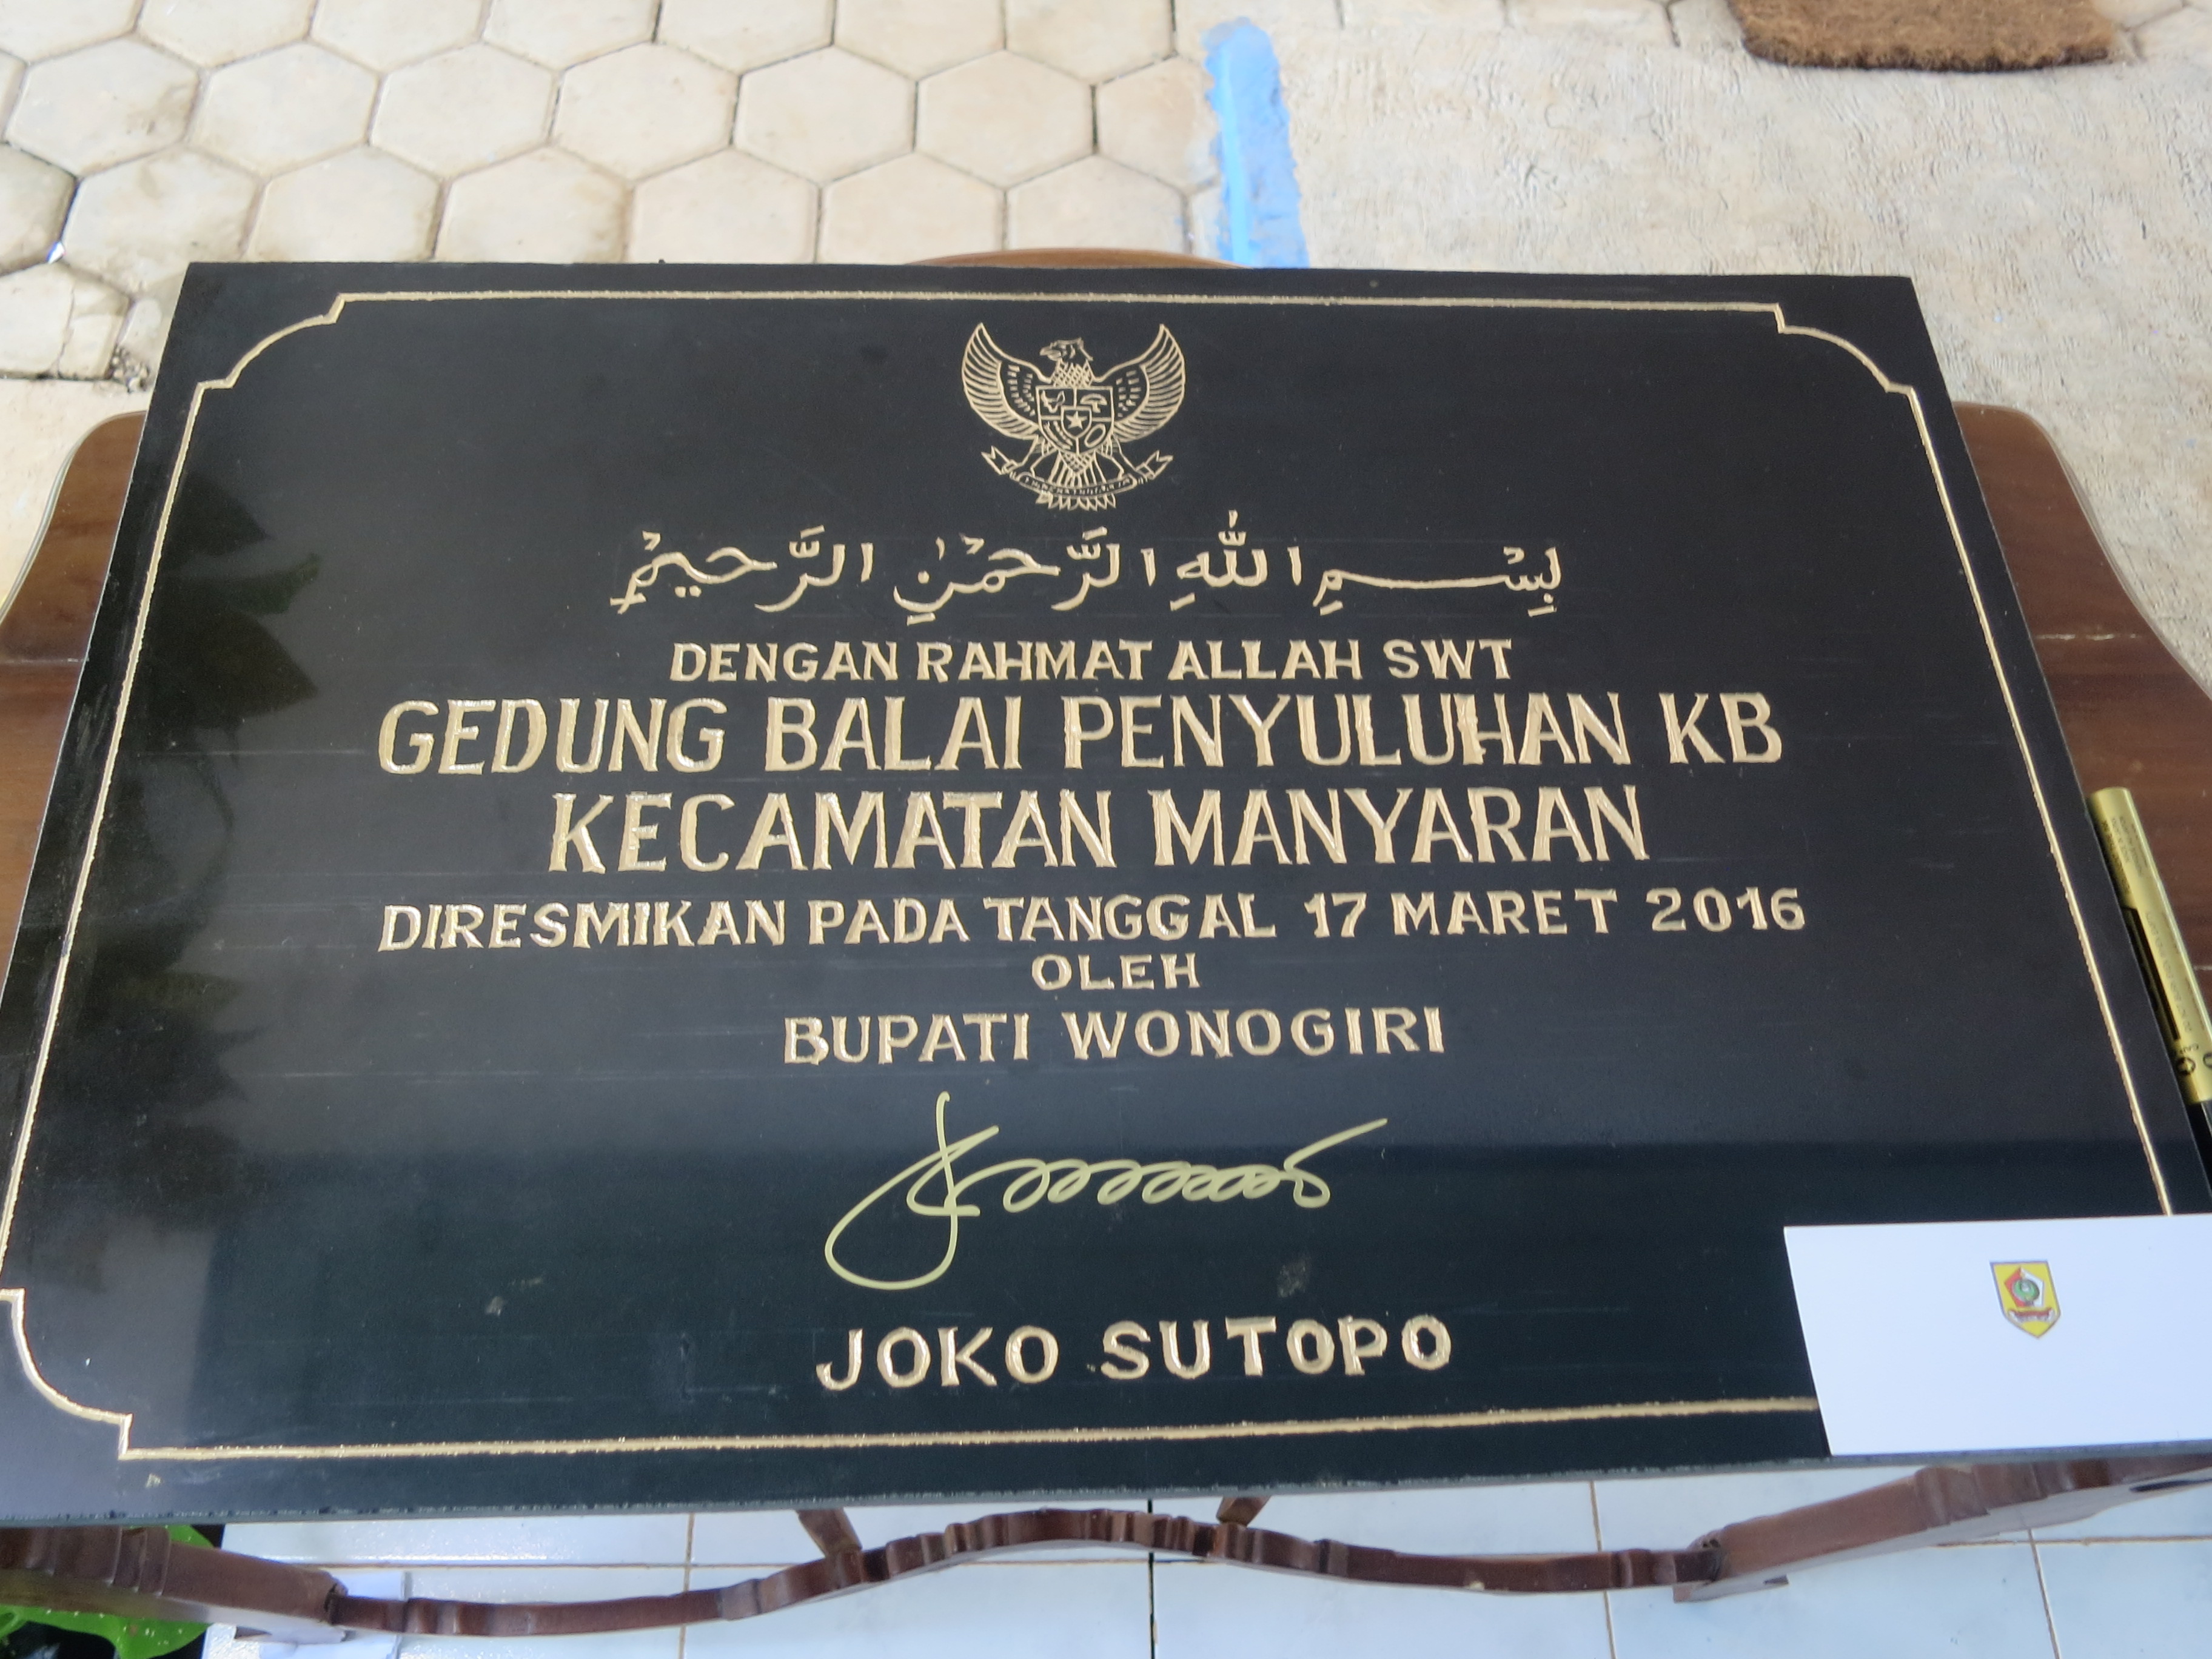 بِسْمِ اللهِ الرَّحْمٰنِ الرَّحِيْمِ
DENGAN RAHMAT ALLAH SWT
GEDUNG BALAI PENYULUHAN KB
KECAMATAN MANYARAN
DIRESMIKAN PADA TANGGAL 17 MARET 2016
OLEH
BUPATI WONOGIRI
JOKO SUTOPO